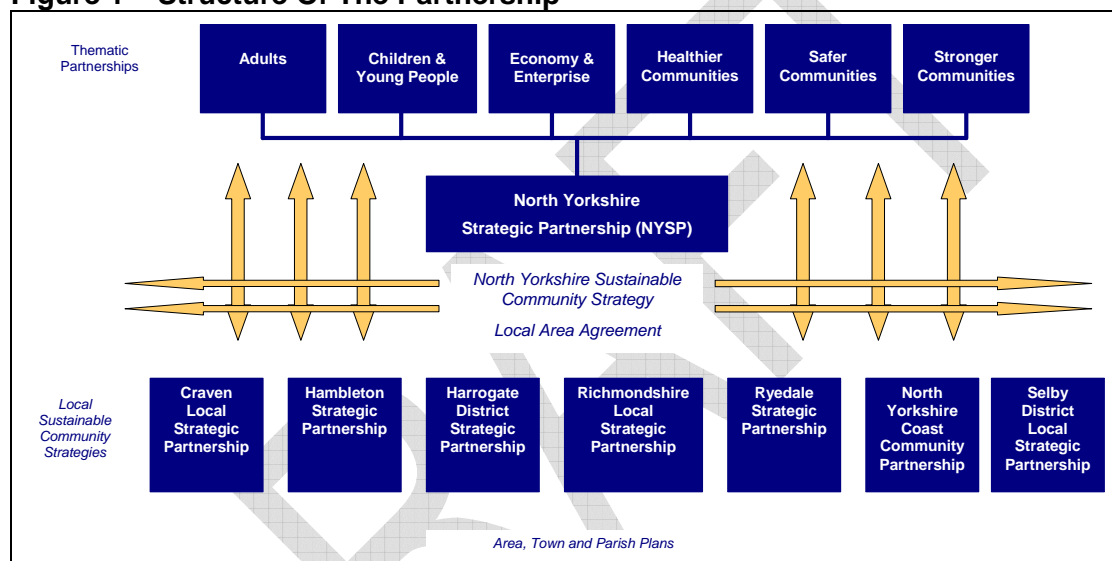 Figure 1 – Structure Of The Partnership
Thematic
Partnerships
Adults
Children &
Young People
Economy &
Enterprise
Healthier
Communities
Safer
Communities
Stronger
Communities
North Yorkshire
Strategic Partnership (NYSP)
North Yorkshire Sustainable
Community Strategy
Local Area Agreement
Local
Sustainable
Community
Strategies
Craven
Local
Strategic
Partnership
Hambleton
Strategic
Partnership
Harrogate
District
Strategic
Partnership
Richmondshire
Local
Strategic
Partnership
Ryedale
Strategic
Partnership
North
Yorkshire
Coast
Community
Partnership
Selby
District
Local
Strategic
Partnership
Area, Town and Parish Plans